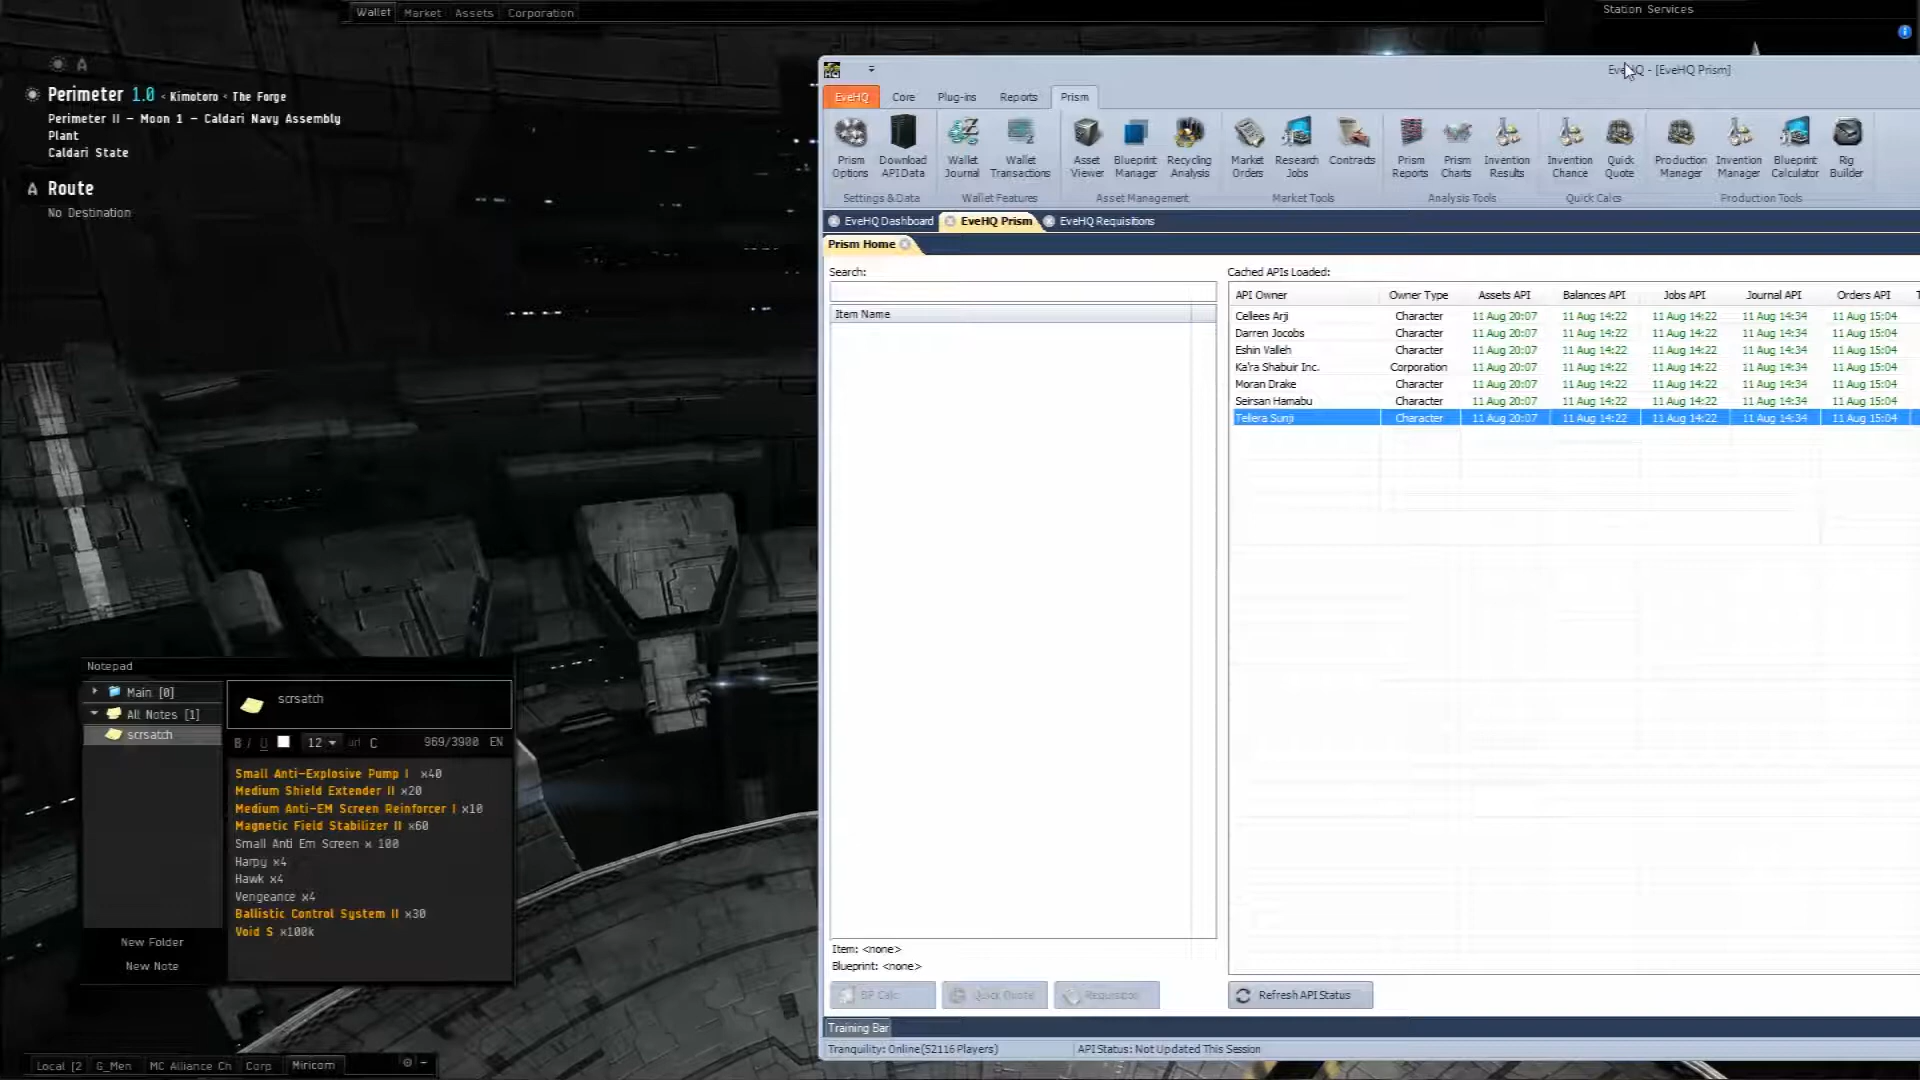 Wallet Market Assets Corporation
Station Services
Perimeter 1.0 < Kimotoro < The Forge
Perimeter II - Moon 1 - Caldari Navy Assembly
Plant
Caldari State
Route
No Destination
EveHQ - [EveHQ Prism]
EveHQ Core Plug-ins Reports Prism
Prism Options
Download API Data
Wallet Journal
Wallet Transactions
Asset Viewer
Blueprint Manager
Recycling Analysis
Market Orders
Research Jobs
Contracts
Prism Reports
Prism Charts
Invention Results
Invention Chance
Quick Quote
Production Manager
Invention Manager
Blueprint Calculator
Rig Builder
Settings & Data Wallet Features Asset Management Market Tools Analysis Tools Quick Calcs Production Tools
EveHQ Dashboard EveHQ Prism EveHQ Requisitions
Prism Home
Search:
Item Name
Cached APIs Loaded:
API Owner Owner Type Assets API Balances API Jobs API Journal API Orders API
Cellees Arji Character 11 Aug 20:07 11 Aug 14:22 11 Aug 14:22 11 Aug 14:34 11 Aug 15:04
Darren Jocobs Character 11 Aug 20:07 11 Aug 14:22 11 Aug 14:22 11 Aug 14:34 11 Aug 15:04
Eshin Valleh Character 11 Aug 20:07 11 Aug 14:22 11 Aug 14:22 11 Aug 14:34 11 Aug 15:04
Ka'ra Shabuir Inc. Corporation 11 Aug 20:07 11 Aug 14:22 11 Aug 14:22 11 Aug 14:34 11 Aug 15:04
Moran Drake Character 11 Aug 20:07 11 Aug 14:22 11 Aug 14:22 11 Aug 14:34 11 Aug 15:04
Seirsan Hamabu Character 11 Aug 20:07 11 Aug 14:22 11 Aug 14:22 11 Aug 14:34 11 Aug 15:04
Tellera Sunji Character 11 Aug 20:07 11 Aug 14:22 11 Aug 14:22 11 Aug 14:34 11 Aug 15:04
Item: <none>
Blueprint: <none>
BP Calc Quick Quote Requisition
Refresh API Status
Training Bar
Tranquility: Online (52116 Players) API Status: Not Updated This Session
Notepad
Main [0]
All Notes [1]
scrsatch
New Folder
New Note
scrsatch
B I U 12 url C 969/3900 EN
Small Anti-Explosive Pump I x40
Medium Shield Extender II x20
Medium Anti-EM Screen Reinforcer I x10
Magnetic Field Stabilizer II x60
Small Anti Em Screen x 100
Harpy x4
Hawk x4
Vengeance x4
Ballistic Control System II x30
Void S x100k
Local [2 G_Men MC Alliance Ch Corp Miricom